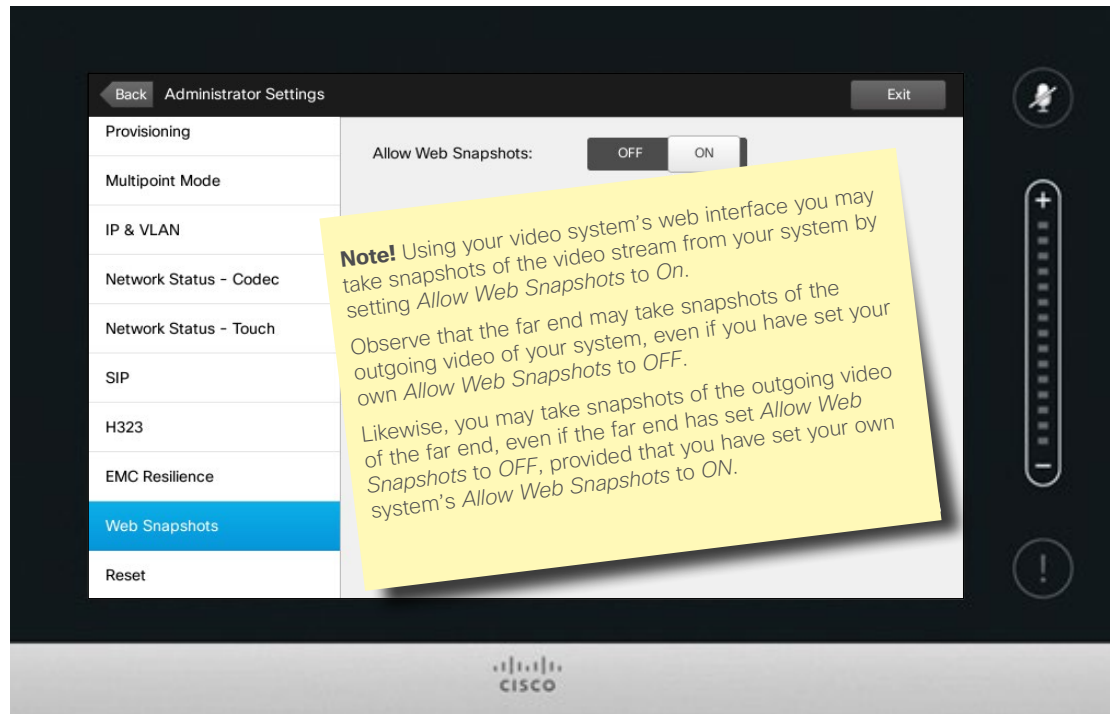 Back Administrator Settings Exit
Provisioning
Multipoint Mode
IP & VLAN
Network Status - Codec
Network Status - Touch
SIP
H323
EMC Resilience
Web Snapshots
Reset
Allow Web Snapshots: OFF ON
Note! Using your video system's web interface you may
take snapshots of the video stream from your system by
setting Allow Web Snapshots to On.
Observe that the far end may take snapshots of the
outgoing video of your system, even if you have set your
own Allow Web Snapshots to OFF.
Likewise, you may take snapshots of the outgoing video
of the far end, even if the far end has set Allow Web
Snapshots to OFF, provided that you have set your own
system's Allow Web Snapshots to ON.
+
–
!
CISCO